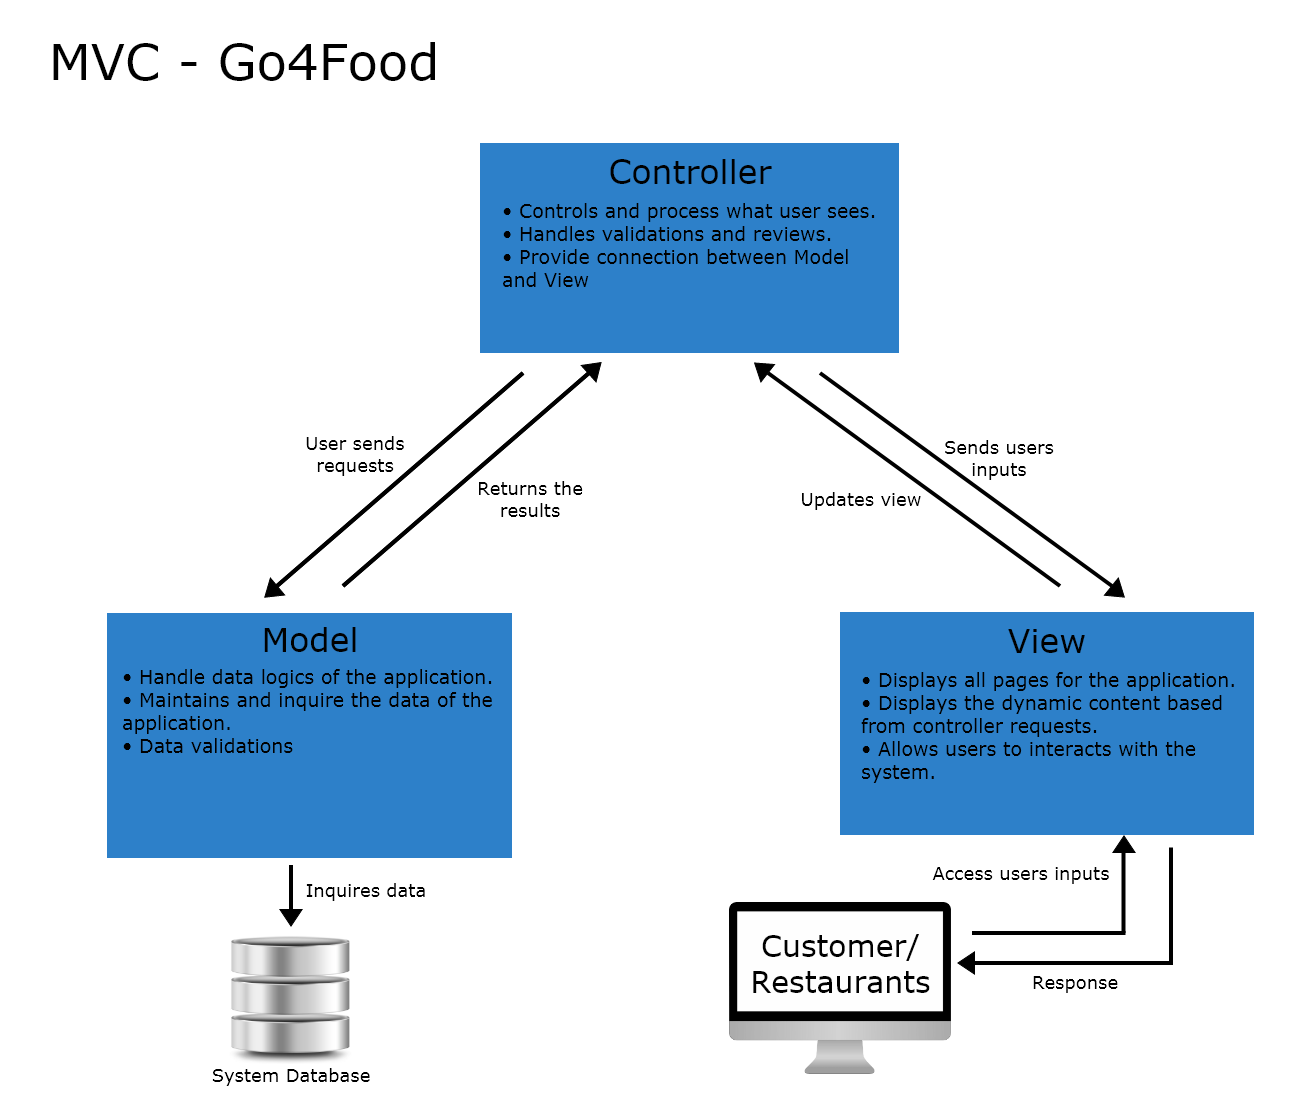 MVC - Go4Food
Controller
• Controls and process what user sees.
• Handles validations and reviews.
• Provide connection between Model
and View
User sends
requests
Returns the
results
Sends users
inputs
Updates view
Model
• Handle data logics of the application.
• Maintains and inquire the data of the
application.
• Data validations
View
• Displays all pages for the application.
• Displays the dynamic content based
from controller requests.
• Allows users to interacts with the
system.
Inquires data
Access users inputs
Customer/
Restaurants
Response
System Database